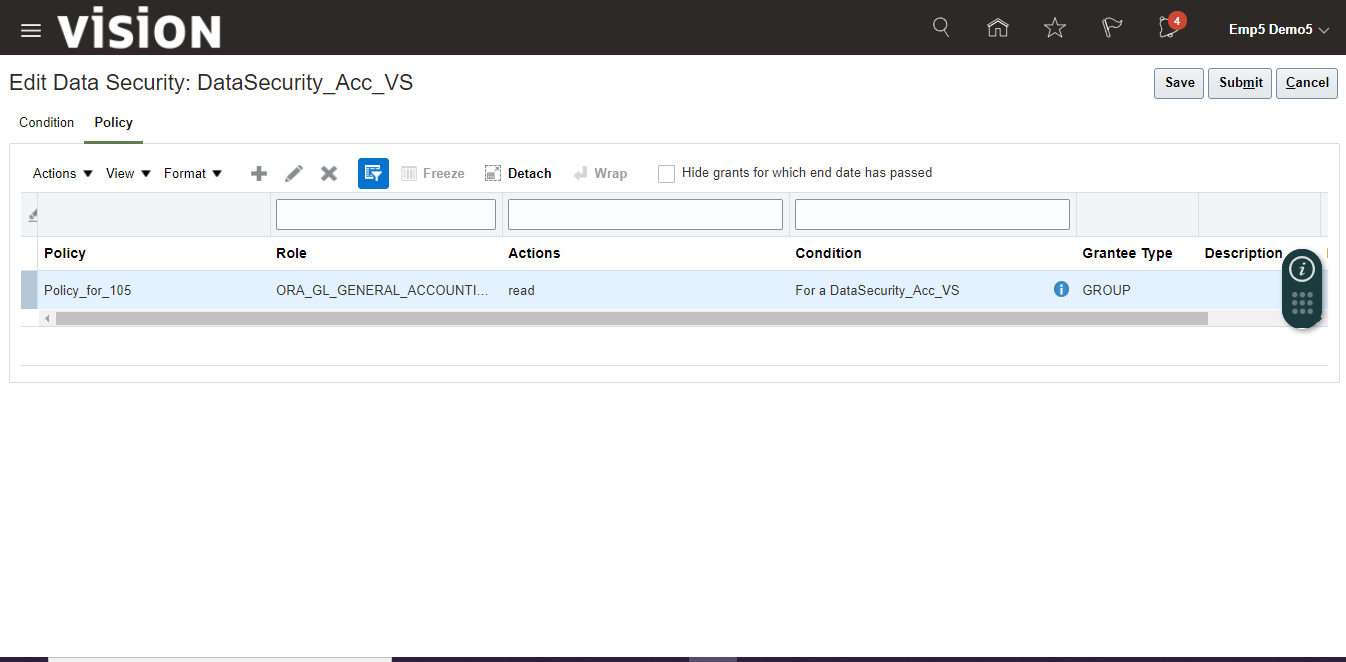 VISION
4
Emp5 Demo5
Edit Data Security: DataSecurity_Acc_VS
Save
Submit
Cancel
Condition
Policy
Actions
View
Format
Freeze
Detach
Wrap
Hide grants for which end date has passed
Policy
Role
Actions
Condition
Grantee Type
Description
Policy_for_105
ORA_GL_GENERAL_ACCOUNTI...
read
For a DataSecurity_Acc_VS
GROUP